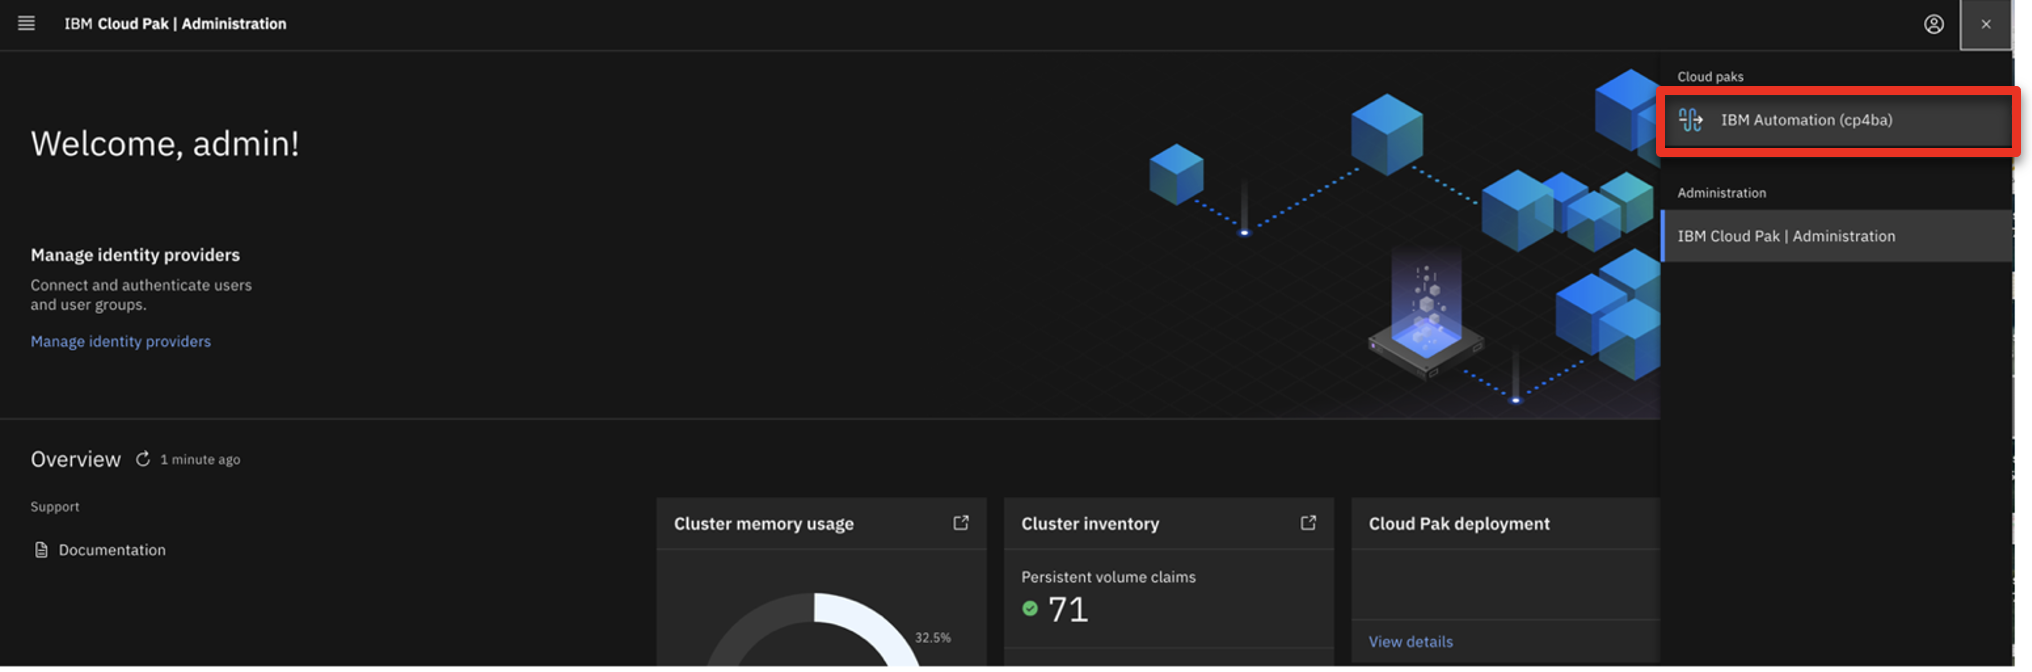 IBM Cloud Pak | Administration
Cloud paks
IBM Automation (cp4ba)
Administration
IBM Cloud Pak | Administration
Welcome, admin!
Manage identity providers
Connect and authenticate users
and user groups.
Manage identity providers
Overview 1 minute ago
Support
Documentation
Cluster memory usage
32.5%
Cluster inventory
Persistent volume claims
71
Cloud Pak deployment
View details